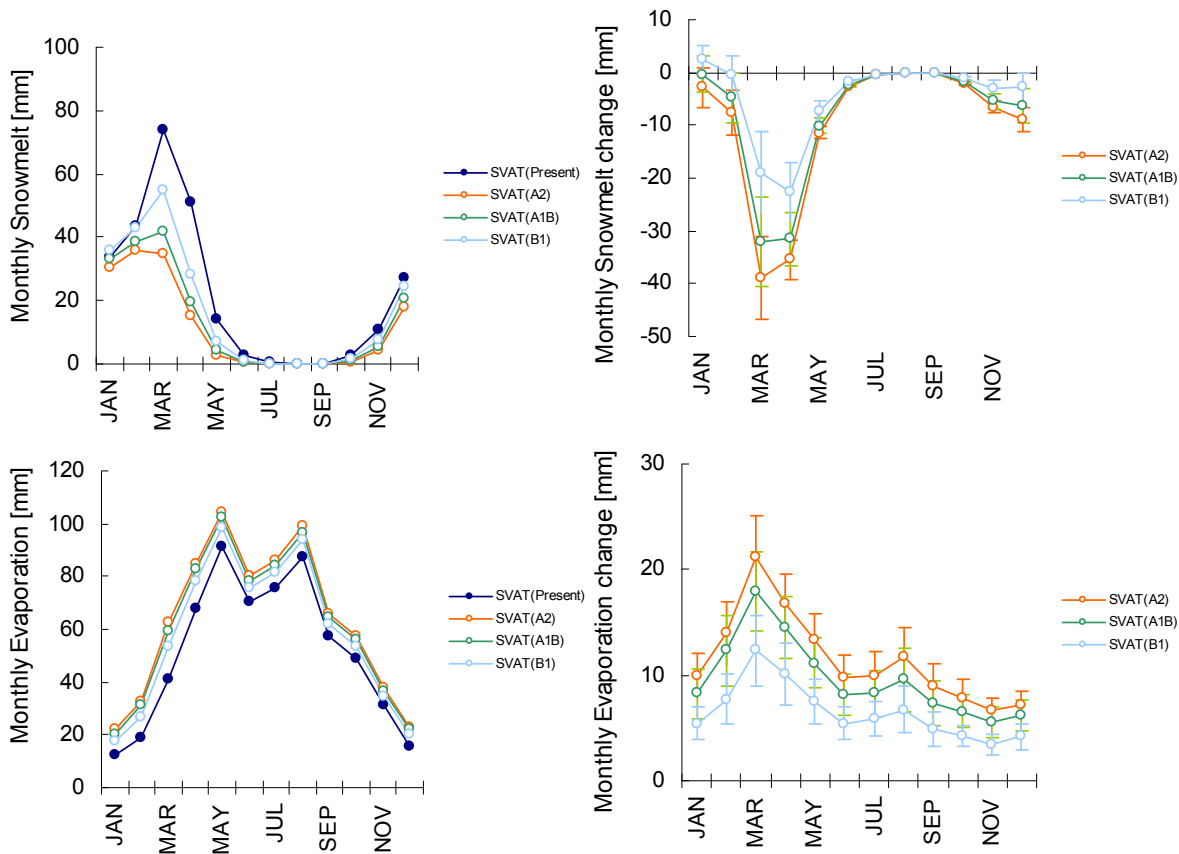 Monthly Snowmelt [mm]
100
80
60
40
20
0
JAN
MAR
MAY
JUL
SEP
NOV
SVAT(Present)
SVAT(A2)
SVAT(A1B)
SVAT(B1)
Monthly Snowmelt change [mm]
10
0
-10
-20
-30
-40
-50
JAN
MAR
MAY
JUL
SEP
NOV
SVAT(A2)
SVAT(A1B)
SVAT(B1)
Monthly Evaporation [mm]
120
100
80
60
40
20
0
JAN
MAR
MAY
JUL
SEP
NOV
SVAT(Present)
SVAT(A2)
SVAT(A1B)
SVAT(B1)
Monthly Evaporation change [mm]
30
20
10
0
JAN
MAR
MAY
JUL
SEP
NOV
SVAT(A2)
SVAT(A1B)
SVAT(B1)